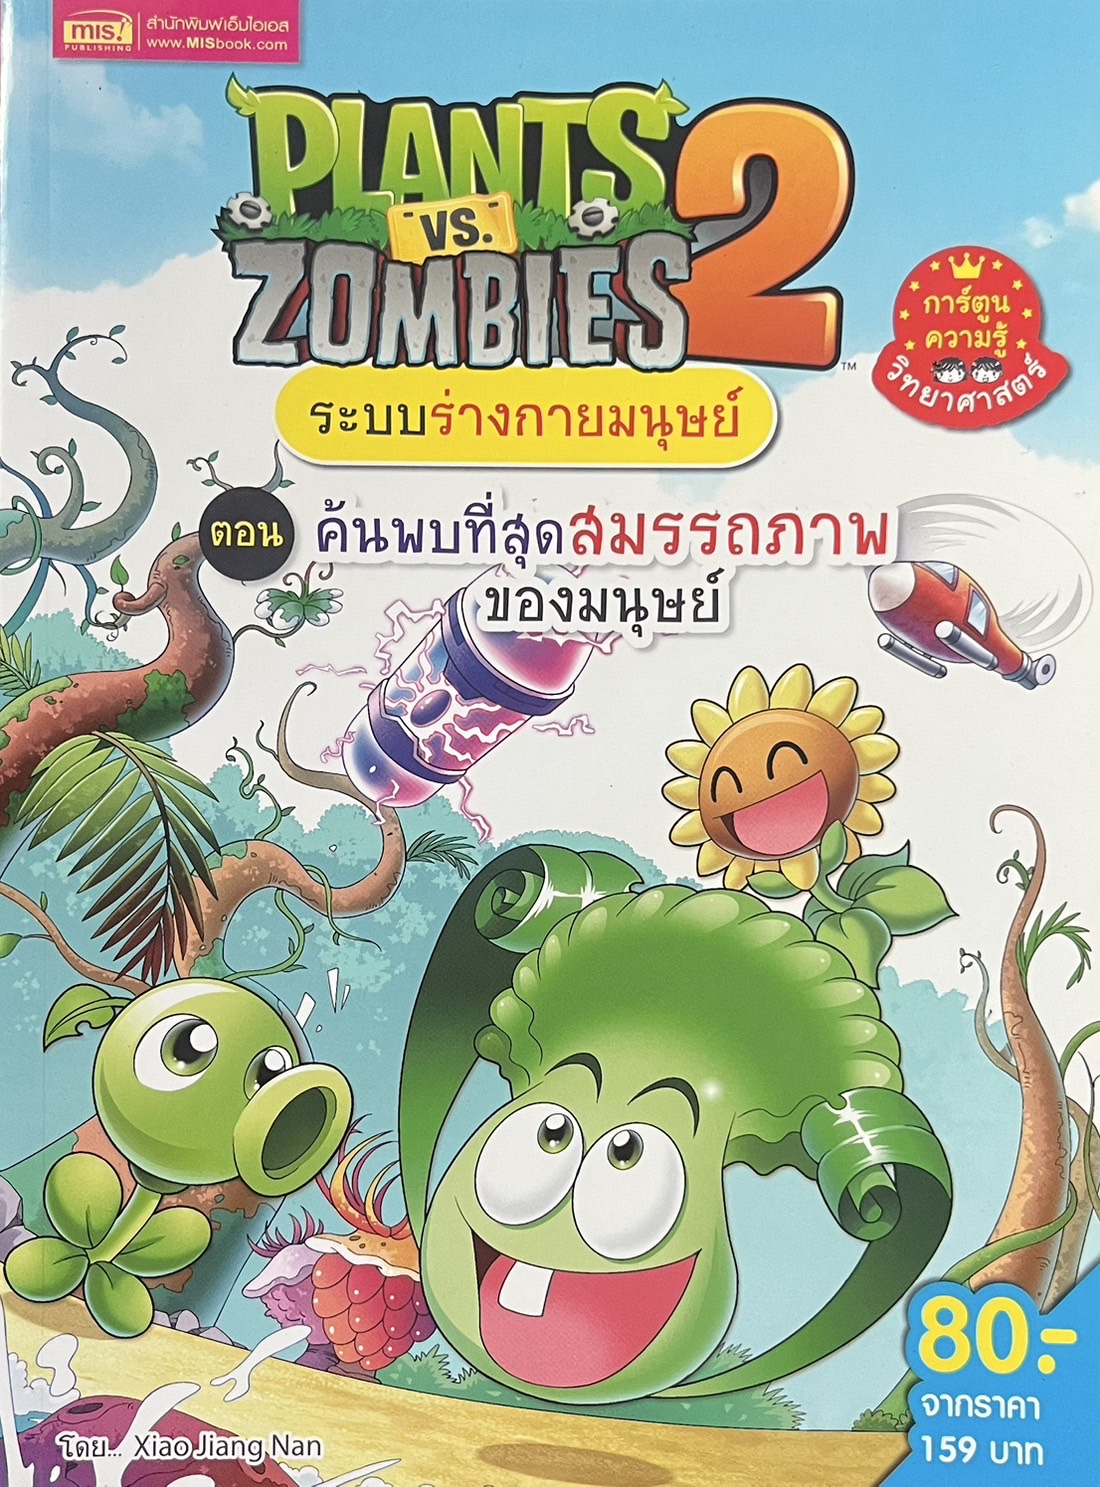 mis!
PUBLISHING
สำนักพิมพ์เอ็มไอเอส
www.MISbook.com
PLANTS
VS.
ZOMBIES 2
TM
การ์ตูน
ความรู้
วิทยาศาสตร์
ระบบร่างกายมนุษย์
ตอน ค้นพบที่สุดสมรรถภาพ
ของมนุษย์
80.-
จากราคา
159 บาท
โดย... Xiao Jiang Nan